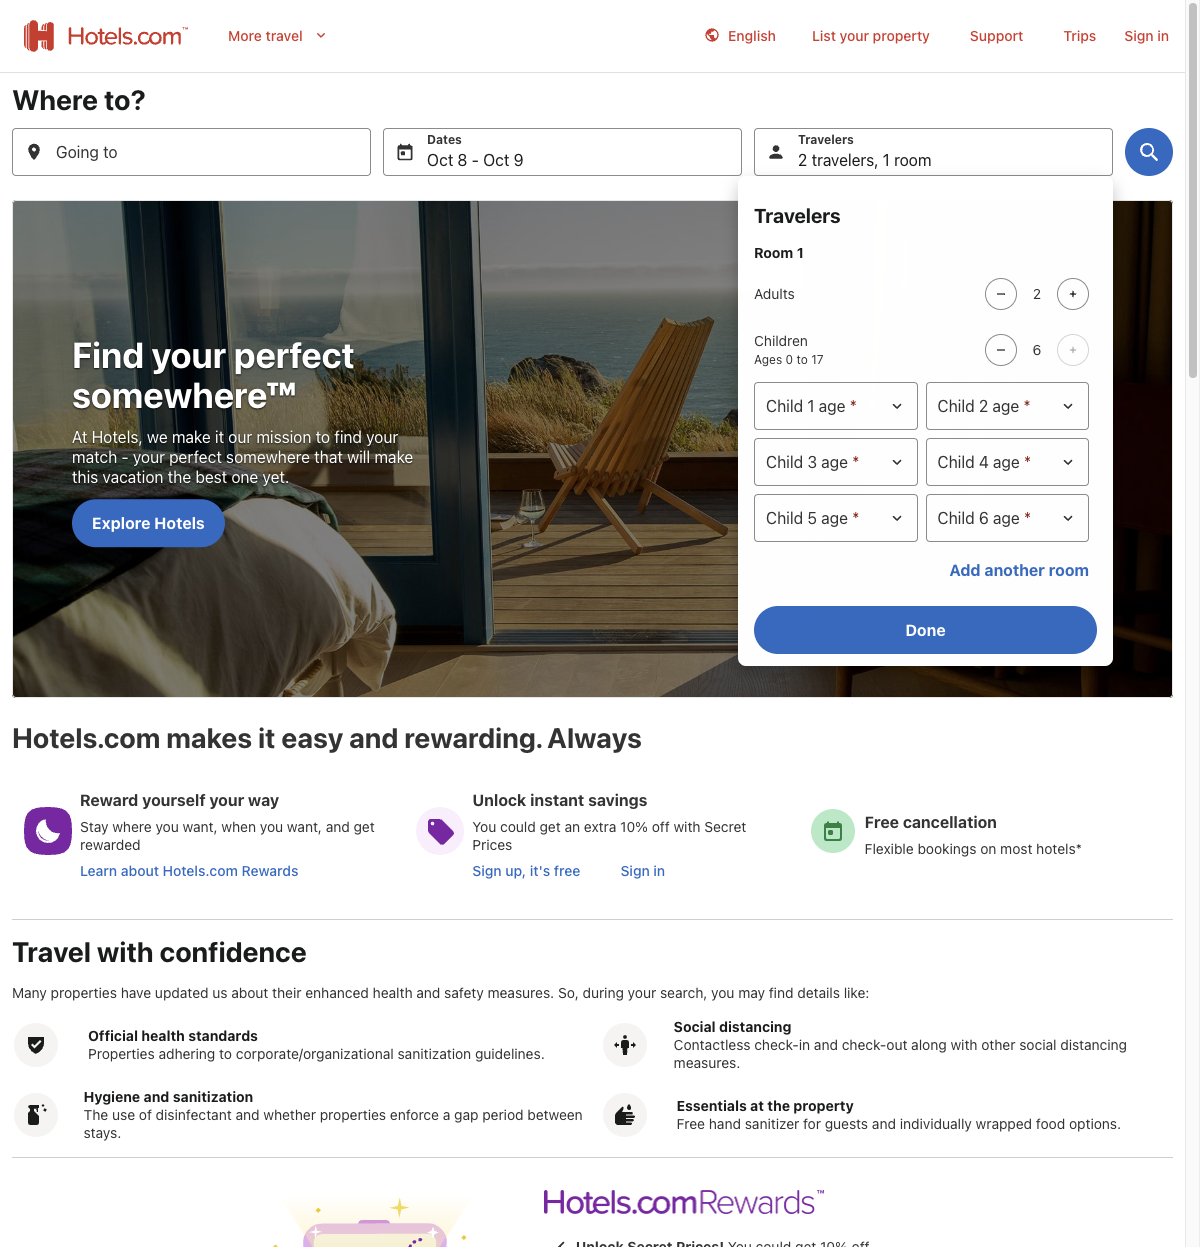 Hotels.com™
More travel
English
List your property
Support
Trips
Sign in
Where to?
Going to
Dates
Oct 8 - Oct 9
Travelers
2 travelers, 1 room
Travelers
Room 1
Adults
2
Children
Ages 0 to 17
6
Child 1 age *
Child 2 age *
Child 3 age *
Child 4 age *
Child 5 age *
Child 6 age *
Add another room
Done
Find your perfect
somewhere™
At Hotels, we make it our mission to find your
match - your perfect somewhere that will make
this vacation the best one yet.
Explore Hotels
Hotels.com makes it easy and rewarding. Always
Reward yourself your way
Stay where you want, when you want, and get
rewarded
Learn about Hotels.com Rewards
Unlock instant savings
You could get an extra 10% off with Secret
Prices
Sign up, it's free
Sign in
Free cancellation
Flexible bookings on most hotels*
Travel with confidence
Many properties have updated us about their enhanced health and safety measures. So, during your search, you may find details like:
Official health standards
Properties adhering to corporate/organizational sanitization guidelines.
Social distancing
Contactless check-in and check-out along with other social distancing
measures.
Hygiene and sanitization
The use of disinfectant and whether properties enforce a gap period between
stays.
Essentials at the property
Free hand sanitizer for guests and individually wrapped food options.
Hotels.com Rewards™
Unlock Secret Prices! You could get 10% off